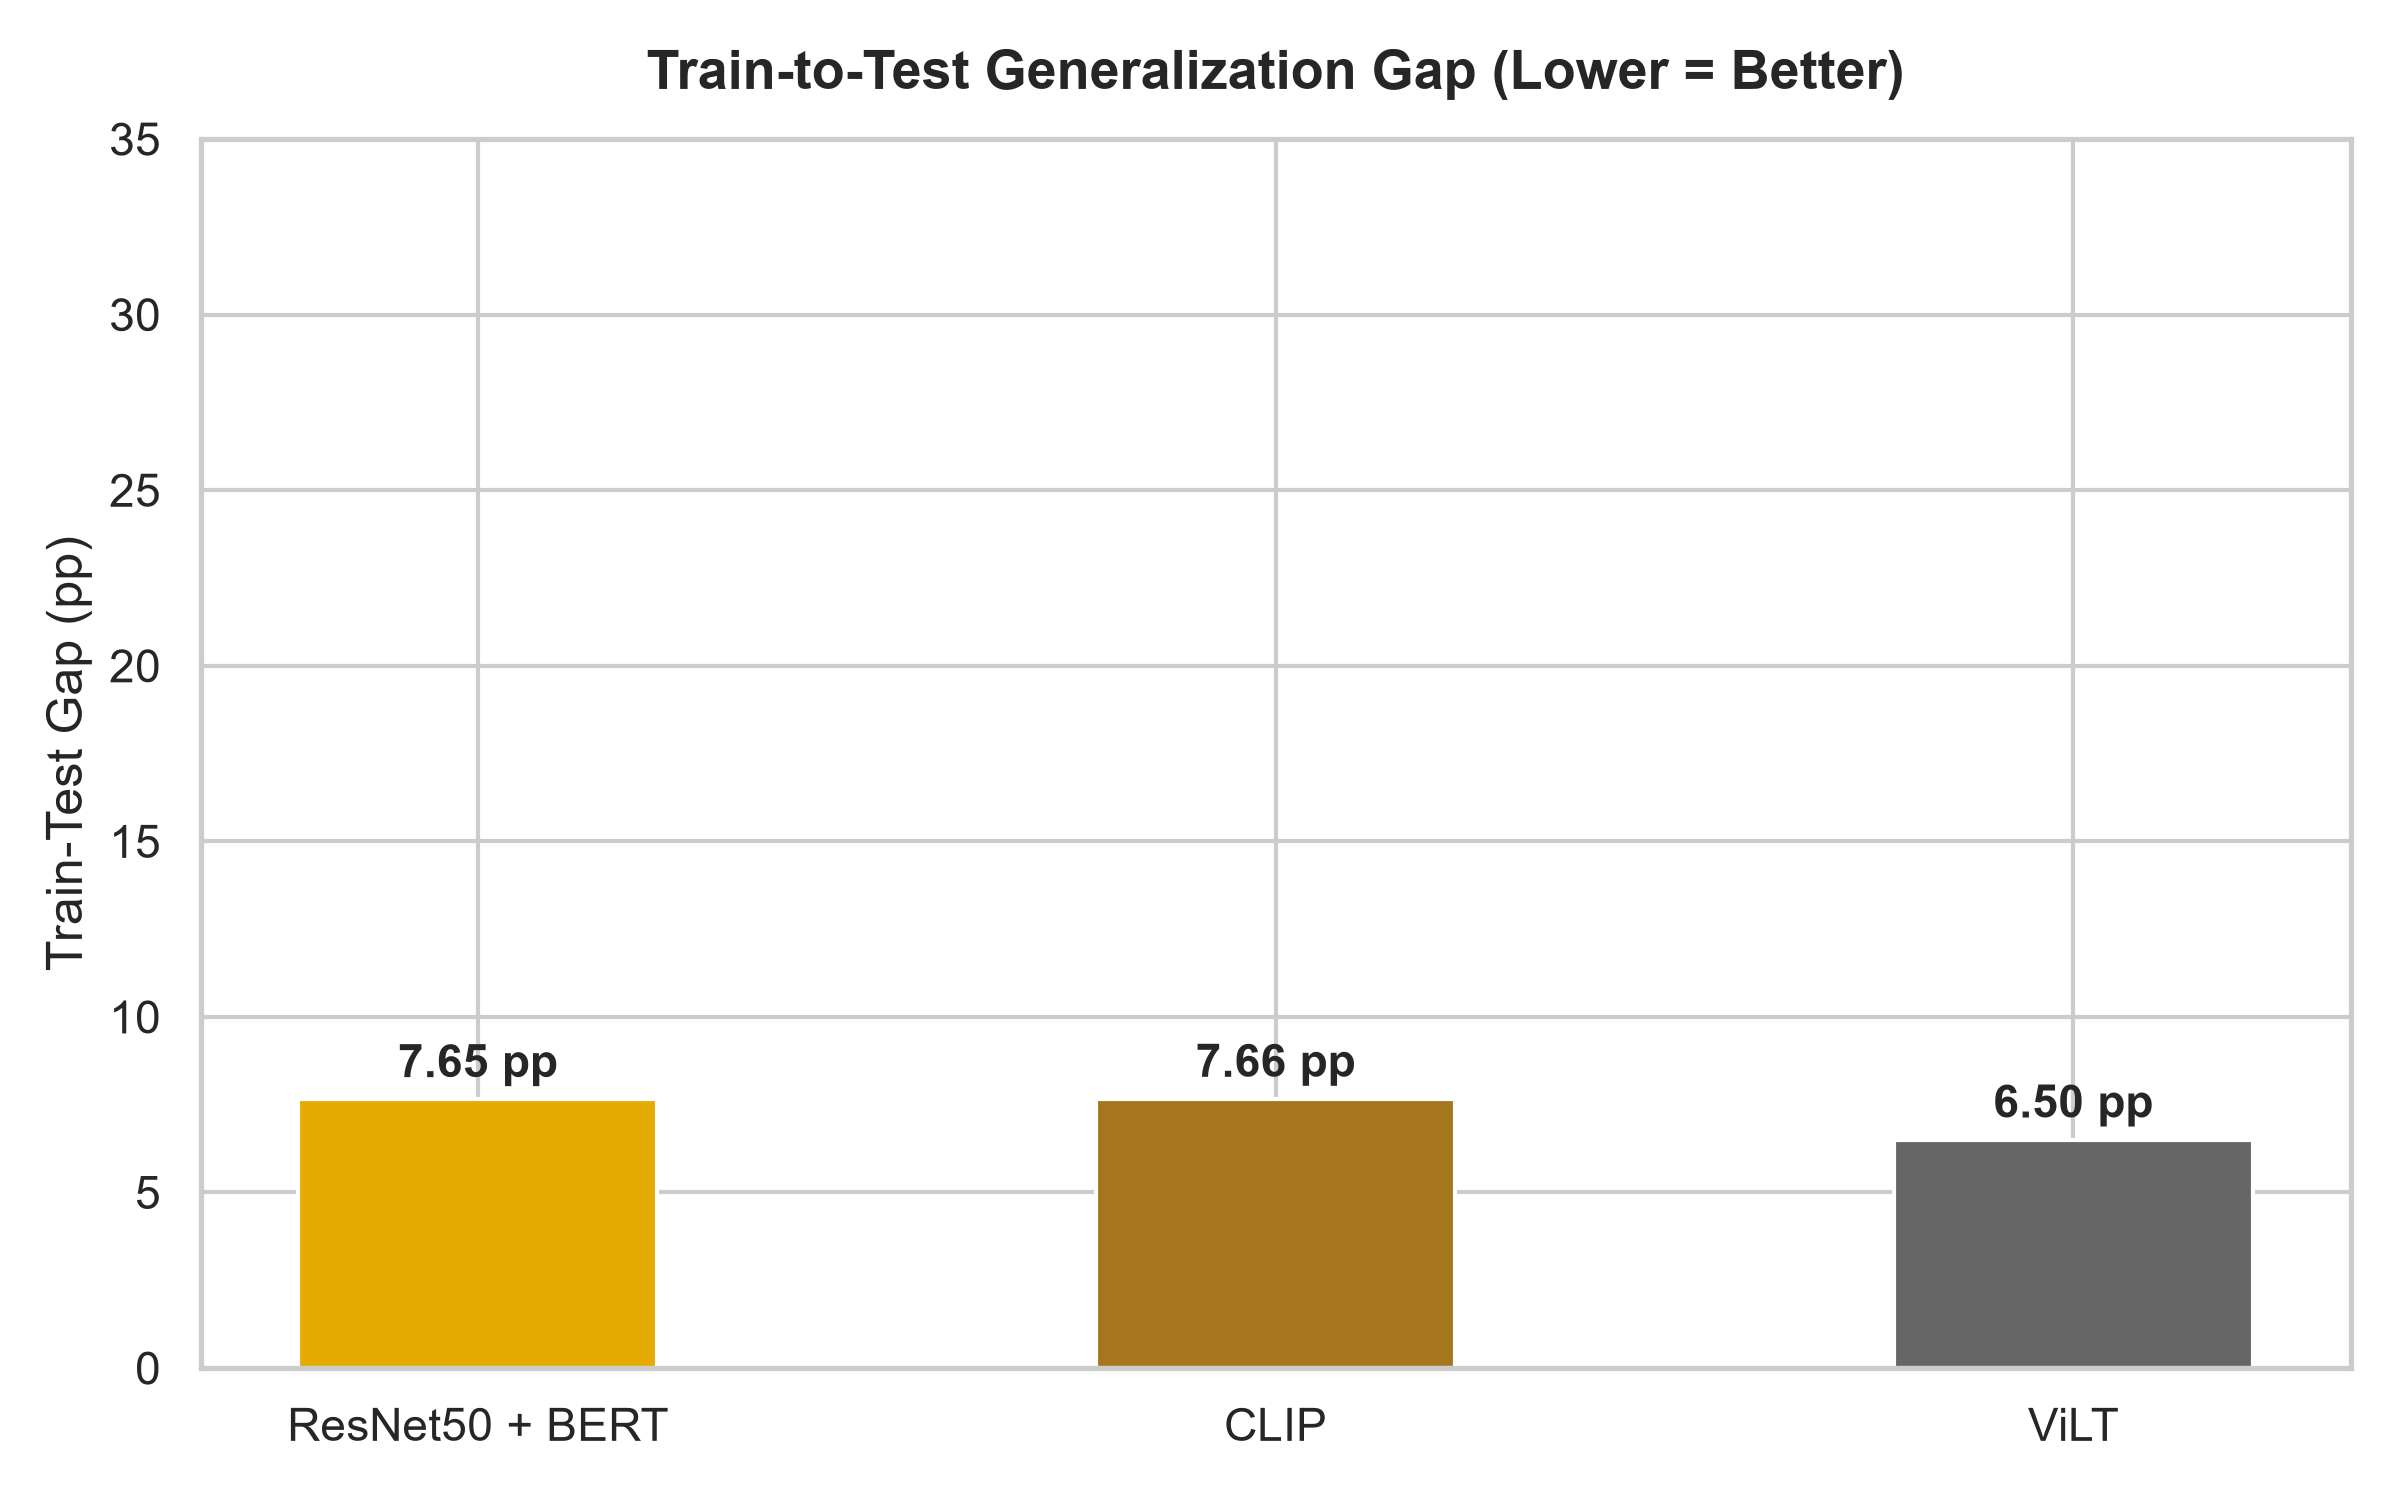 Train-to-Test Generalization Gap (Lower = Better)
Train-Test Gap (pp)
35
30
25
20
15
10
5
0
7.65 pp
7.66 pp
6.50 pp
ResNet50 + BERT
CLIP
ViLT